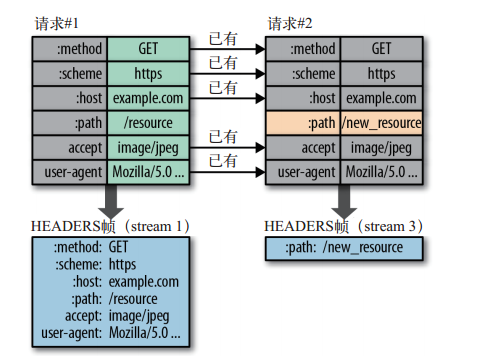 请求#1
请求#2
:method GET 已有 :method GET
:scheme https 已有 :scheme https
:host example.com 已有 :host example.com
:path /resource :path /new_resource
accept image/jpeg 已有 accept image/jpeg
user-agent Mozilla/5.0 ... 已有 user-agent Mozilla/5.0 ...
HEADERS帧（stream 1）
:method: GET
:scheme: https
:host: example.com
:path: /resource
accept: image/jpeg
user-agent: Mozilla/5.0 ...
HEADERS帧（stream 3）
:path: /new_resource